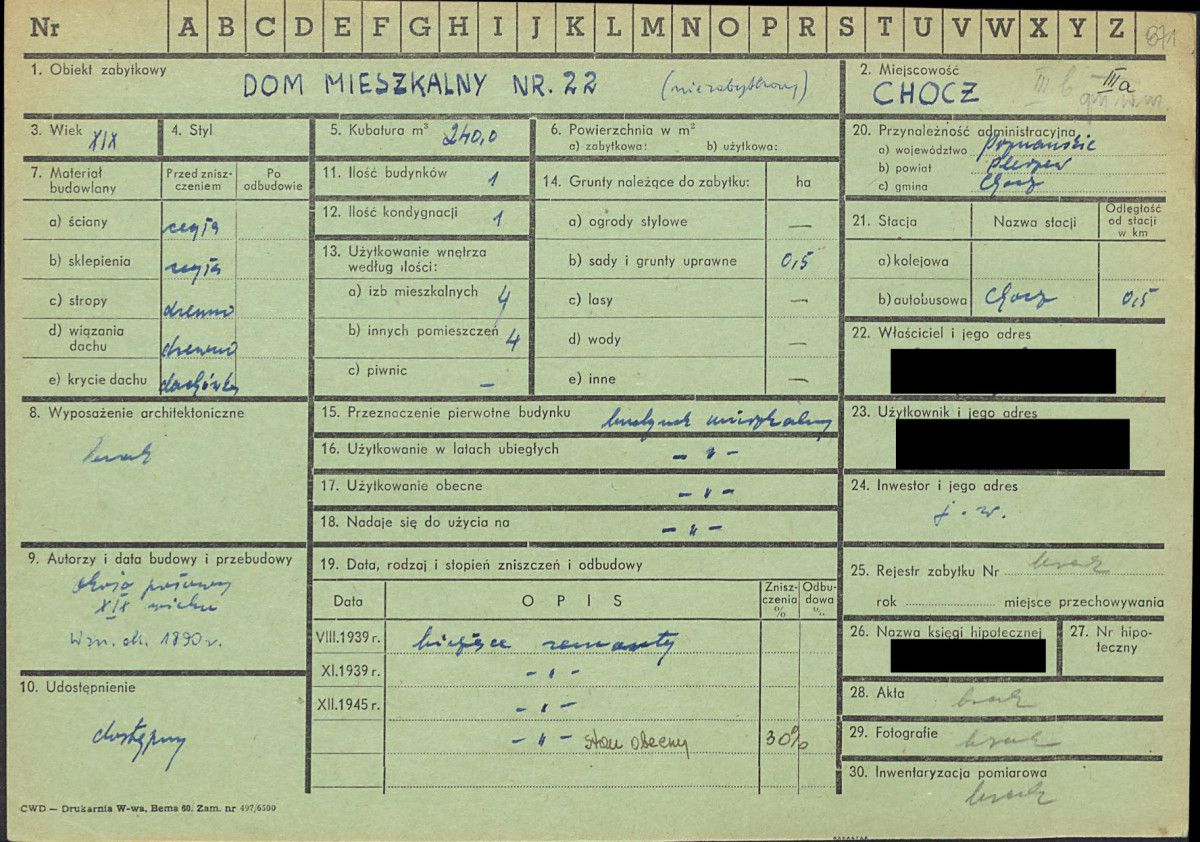 Nr A B C D E F G H I J K L M N O P R S T U V W X Y Z 671
1. Obiekt zabytkowy
DOM MIESZKALNY NR. 22 (niezabytkowy)
2. Miejscowość
CHOCZ
III b III a
3. Wiek XIX
4. Styl
5. Kubatura m³ 240,0
6. Powierzchnia w m²
a) zabytkowa: b) użytkowa:
7. Materiał budowlany
Przed zniszczeniem
Po odbudowie
a) ściany cegła
b) sklepienia cegła
c) stropy drewno
d) wiązania dachu drewno
e) krycie dachu dachówka
8. Wyposażenie architektoniczne
brak
9. Autorzy i data budowy i przebudowy
połowy
XIX wieku
Wzn. ok. 1890 r.
10. Udostępnienie
dostępny
11. Ilość budynków 1
12. Ilość kondygnacji 1
13. Użytkowanie wnętrza
według ilości:
a) izb mieszkalnych 4
b) innych pomieszczeń 4
c) piwnic –
14. Grunty należące do zabytku: ha
a) ogrody stylowe —
b) sady i grunty uprawne 0,5
c) lasy —
d) wody —
e) inne —
15. Przeznaczenie pierwotne budynku budynek mieszkalny
16. Użytkowanie w latach ubiegłych – " –
17. Użytkowanie obecne – " –
18. Nadaje się do użycia na – " –
19. Data, rodzaj i stopień zniszczeń i odbudowy
Data OPIS Zniszczenia % Odbudowa %
VIII.1939 r. bieżące remonty
XI.1939 r. – " –
XII.1945 r. – " –
– " – stan obecny 30%
20. Przynależność administracyjna
a) województwo Poznańskie
b) powiat Pleszew
c) gmina Chocz
21. Stacja Nazwa stacji Odległość od stacji w km
a) kolejowa
b) autobusowa Chocz 0,5
22. Właściciel i jego adres
23. Użytkownik i jego adres
24. Inwestor i jego adres
j. w.
25. Rejestr zabytku Nr brak
rok miejsce przechowywania
26. Nazwa księgi hipotecznej
27. Nr hipoteczny
28. Akta brak
29. Fotografie brak
30. Inwentaryzacja pomiarowa
brak
CWD — Drukarnia W-wa, Bema 60. Zam. nr 497/6500